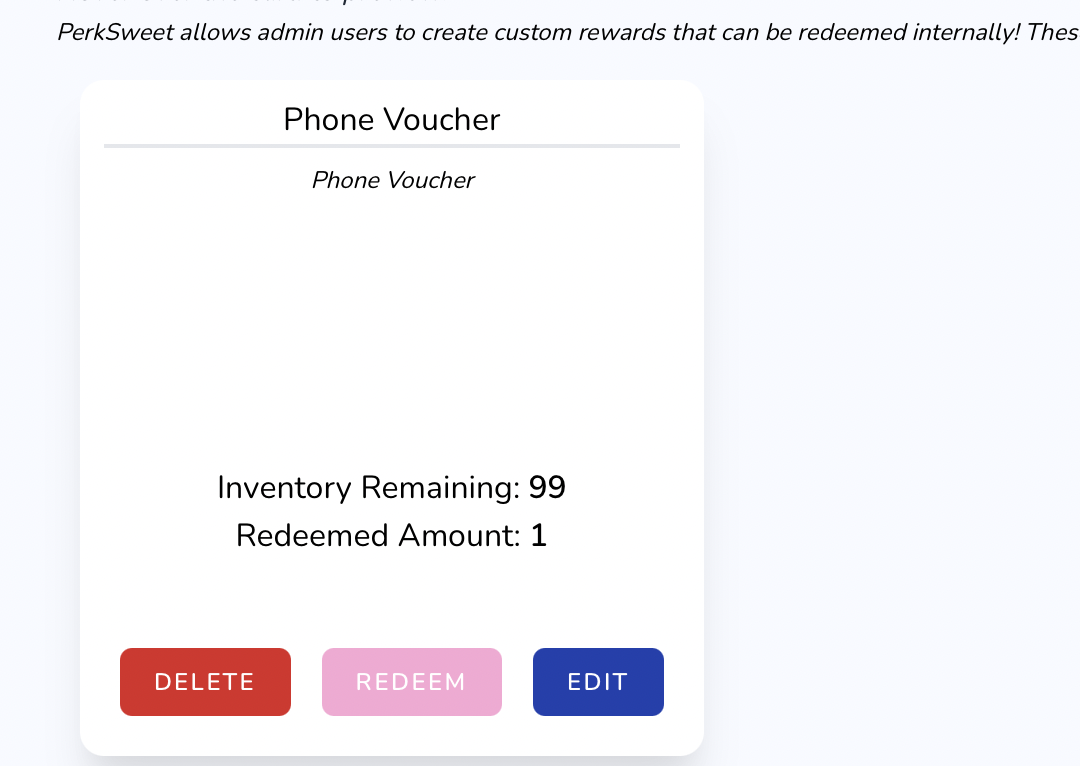 PerkSweet allows admin users to create custom rewards that can be redeemed internally! Thes
Phone Voucher
Phone Voucher
Inventory Remaining: 99
Redeemed Amount: 1
DELETE
REDEEM
EDIT